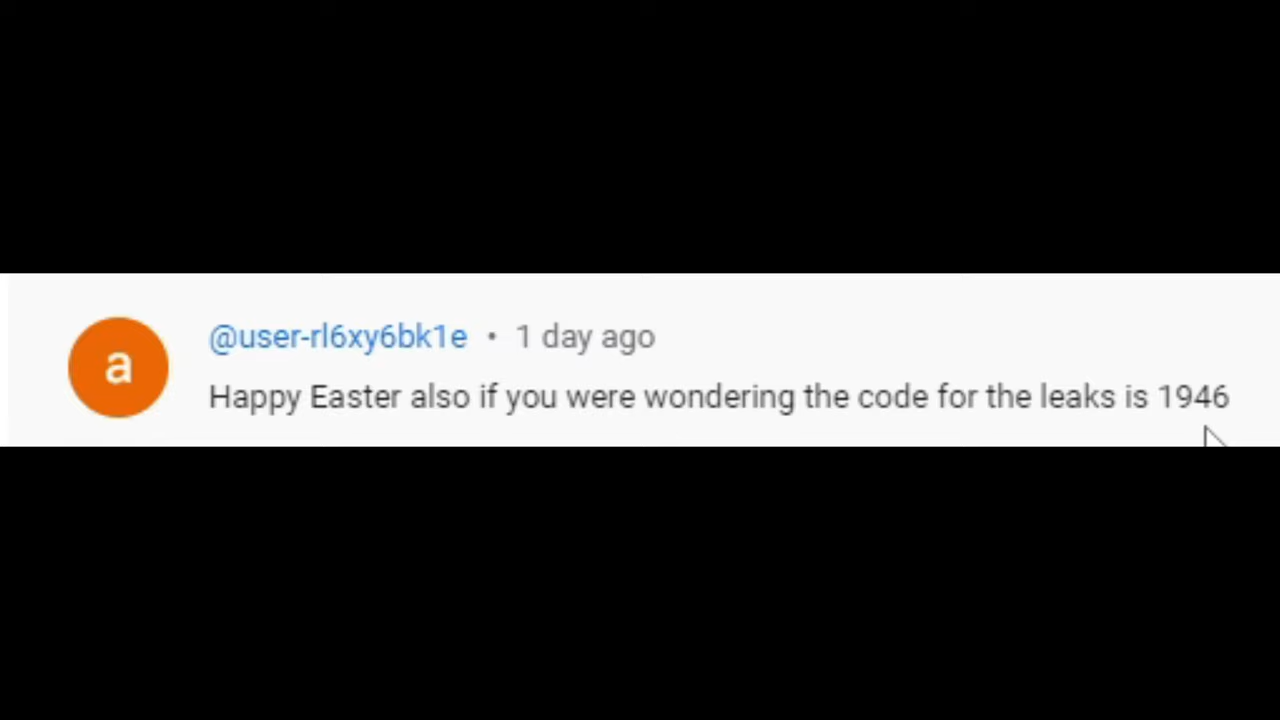 a
@user-rl6xy6bk1e • 1 day ago
Happy Easter also if you were wondering the code for the leaks is 1946